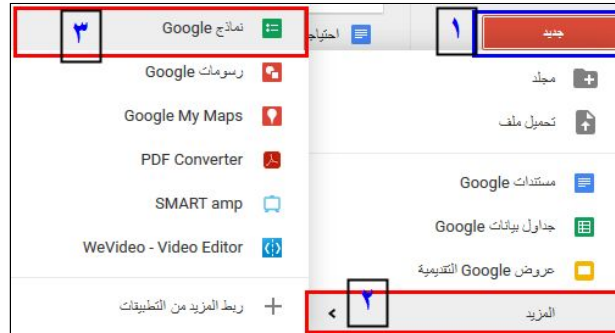 جديد
١
مجلد
تحميل ملف
مستندات Google
جداول بيانات Google
عروض Google التقديمية
المزيد
٢
نماذج Google
٣
رسومات Google
Google My Maps
PDF Converter
SMART amp
WeVideo - Video Editor
ربط المزيد من التطبيقات